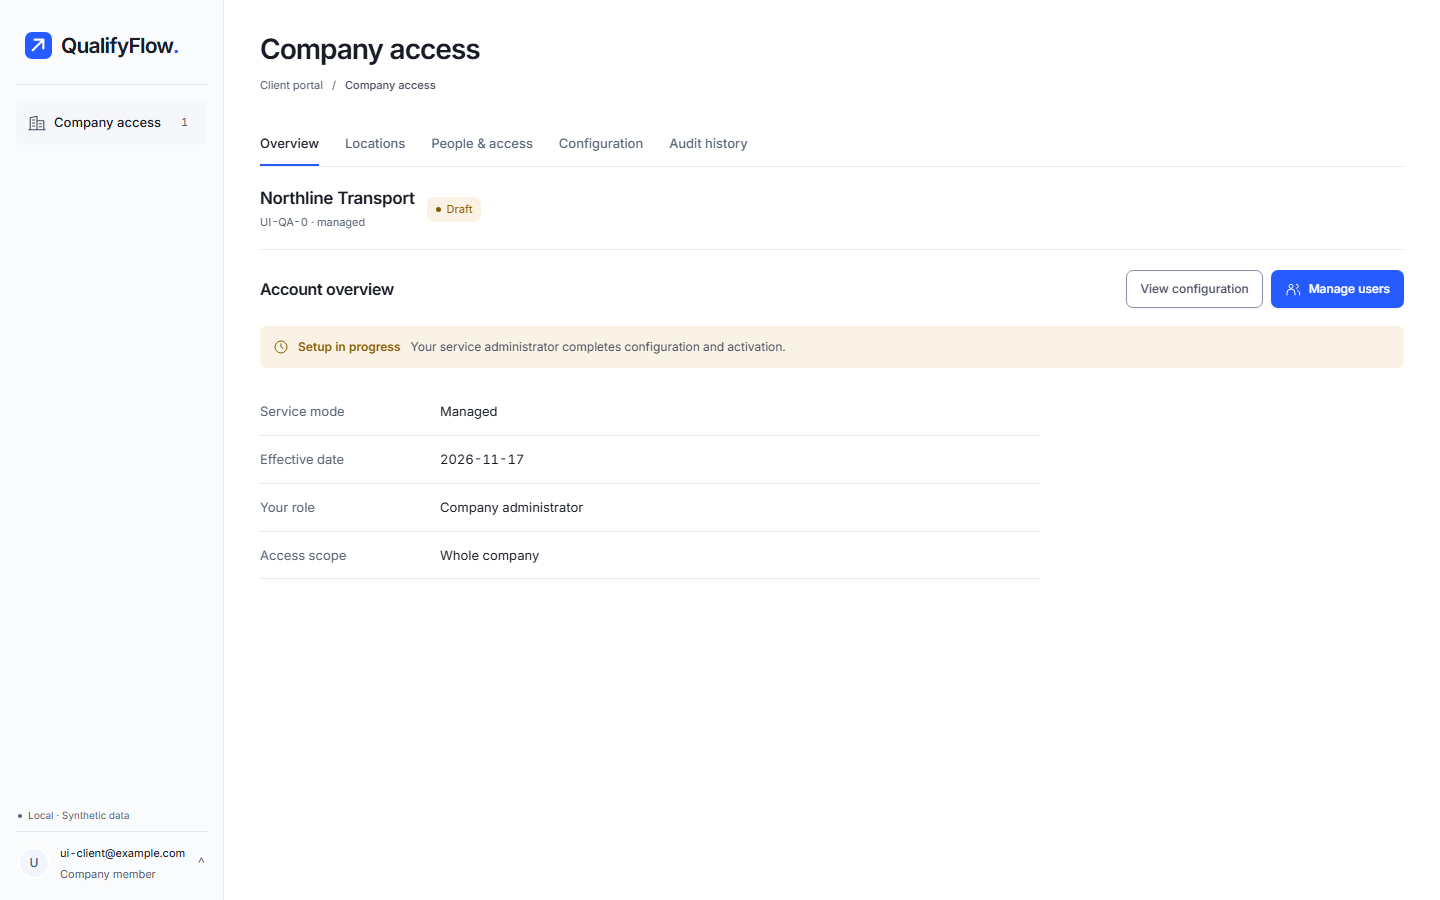 QualifyFlow.
Company access 1
Company access
Client portal / Company access
Overview Locations People & access Configuration Audit history
Northline Transport
UI-QA-0 · managed
Draft
Account overview
View configuration
Manage users
Setup in progress Your service administrator completes configuration and activation.
Service mode Managed
Effective date 2026-11-17
Your role Company administrator
Access scope Whole company
Local · Synthetic data
U
ui-client@example.com
Company member